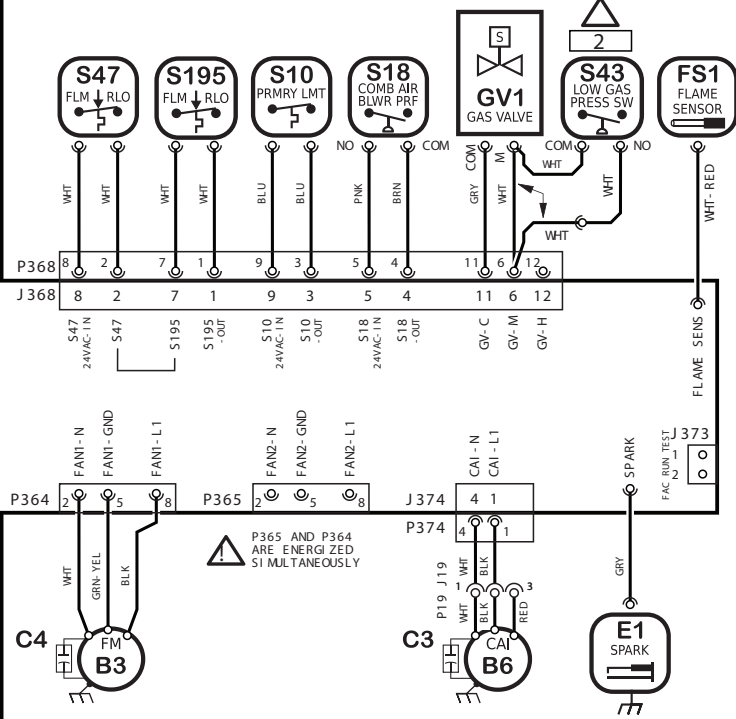 2
S47
FLM RLO
S195
FLM RLO
S10
PRMRY LMT
S18
COMB AIR
BLWR PRF
S
GV1
GAS VALVE
S43
LOW GAS
PRESS SW
FS1
FLAME
SENSOR
NO COM COM M COM NO
WHT WHT WHT WHT BLU BLU PNK BRN GRY WHT WHT WHT WHT WHT-RED
P368 8 2 7 1 9 3 5 4 11 6 12
J368 8 2 7 1 9 3 5 4 11 6 12
S47
24VAC-IN
S47
S195
S195
-OUT
S10
24VAC-IN
S10
-OUT
S18
24VAC-IN
S18
-OUT
GV-C
GV-M
GV-H
FLAME SENS
FAN1-N
FAN1-GND
FAN1-L1
FAN2-N
FAN2-GND
FAN2-L1
CAI-N
CAI-L1
SPARK
FAC RUN TEST
J373
1
2
P364 2 5 8
P365 2 5 8
J374 4 1
P374 4 1
!
P365 AND P364
ARE ENERGIZED
SIMULTANEOUSLY
WHT GRN-YEL BLK
WHT BLK
P19 J19
1 3
WHT BLK RED
GRY
C4
FM
B3
C3
CAI
B6
E1
SPARK